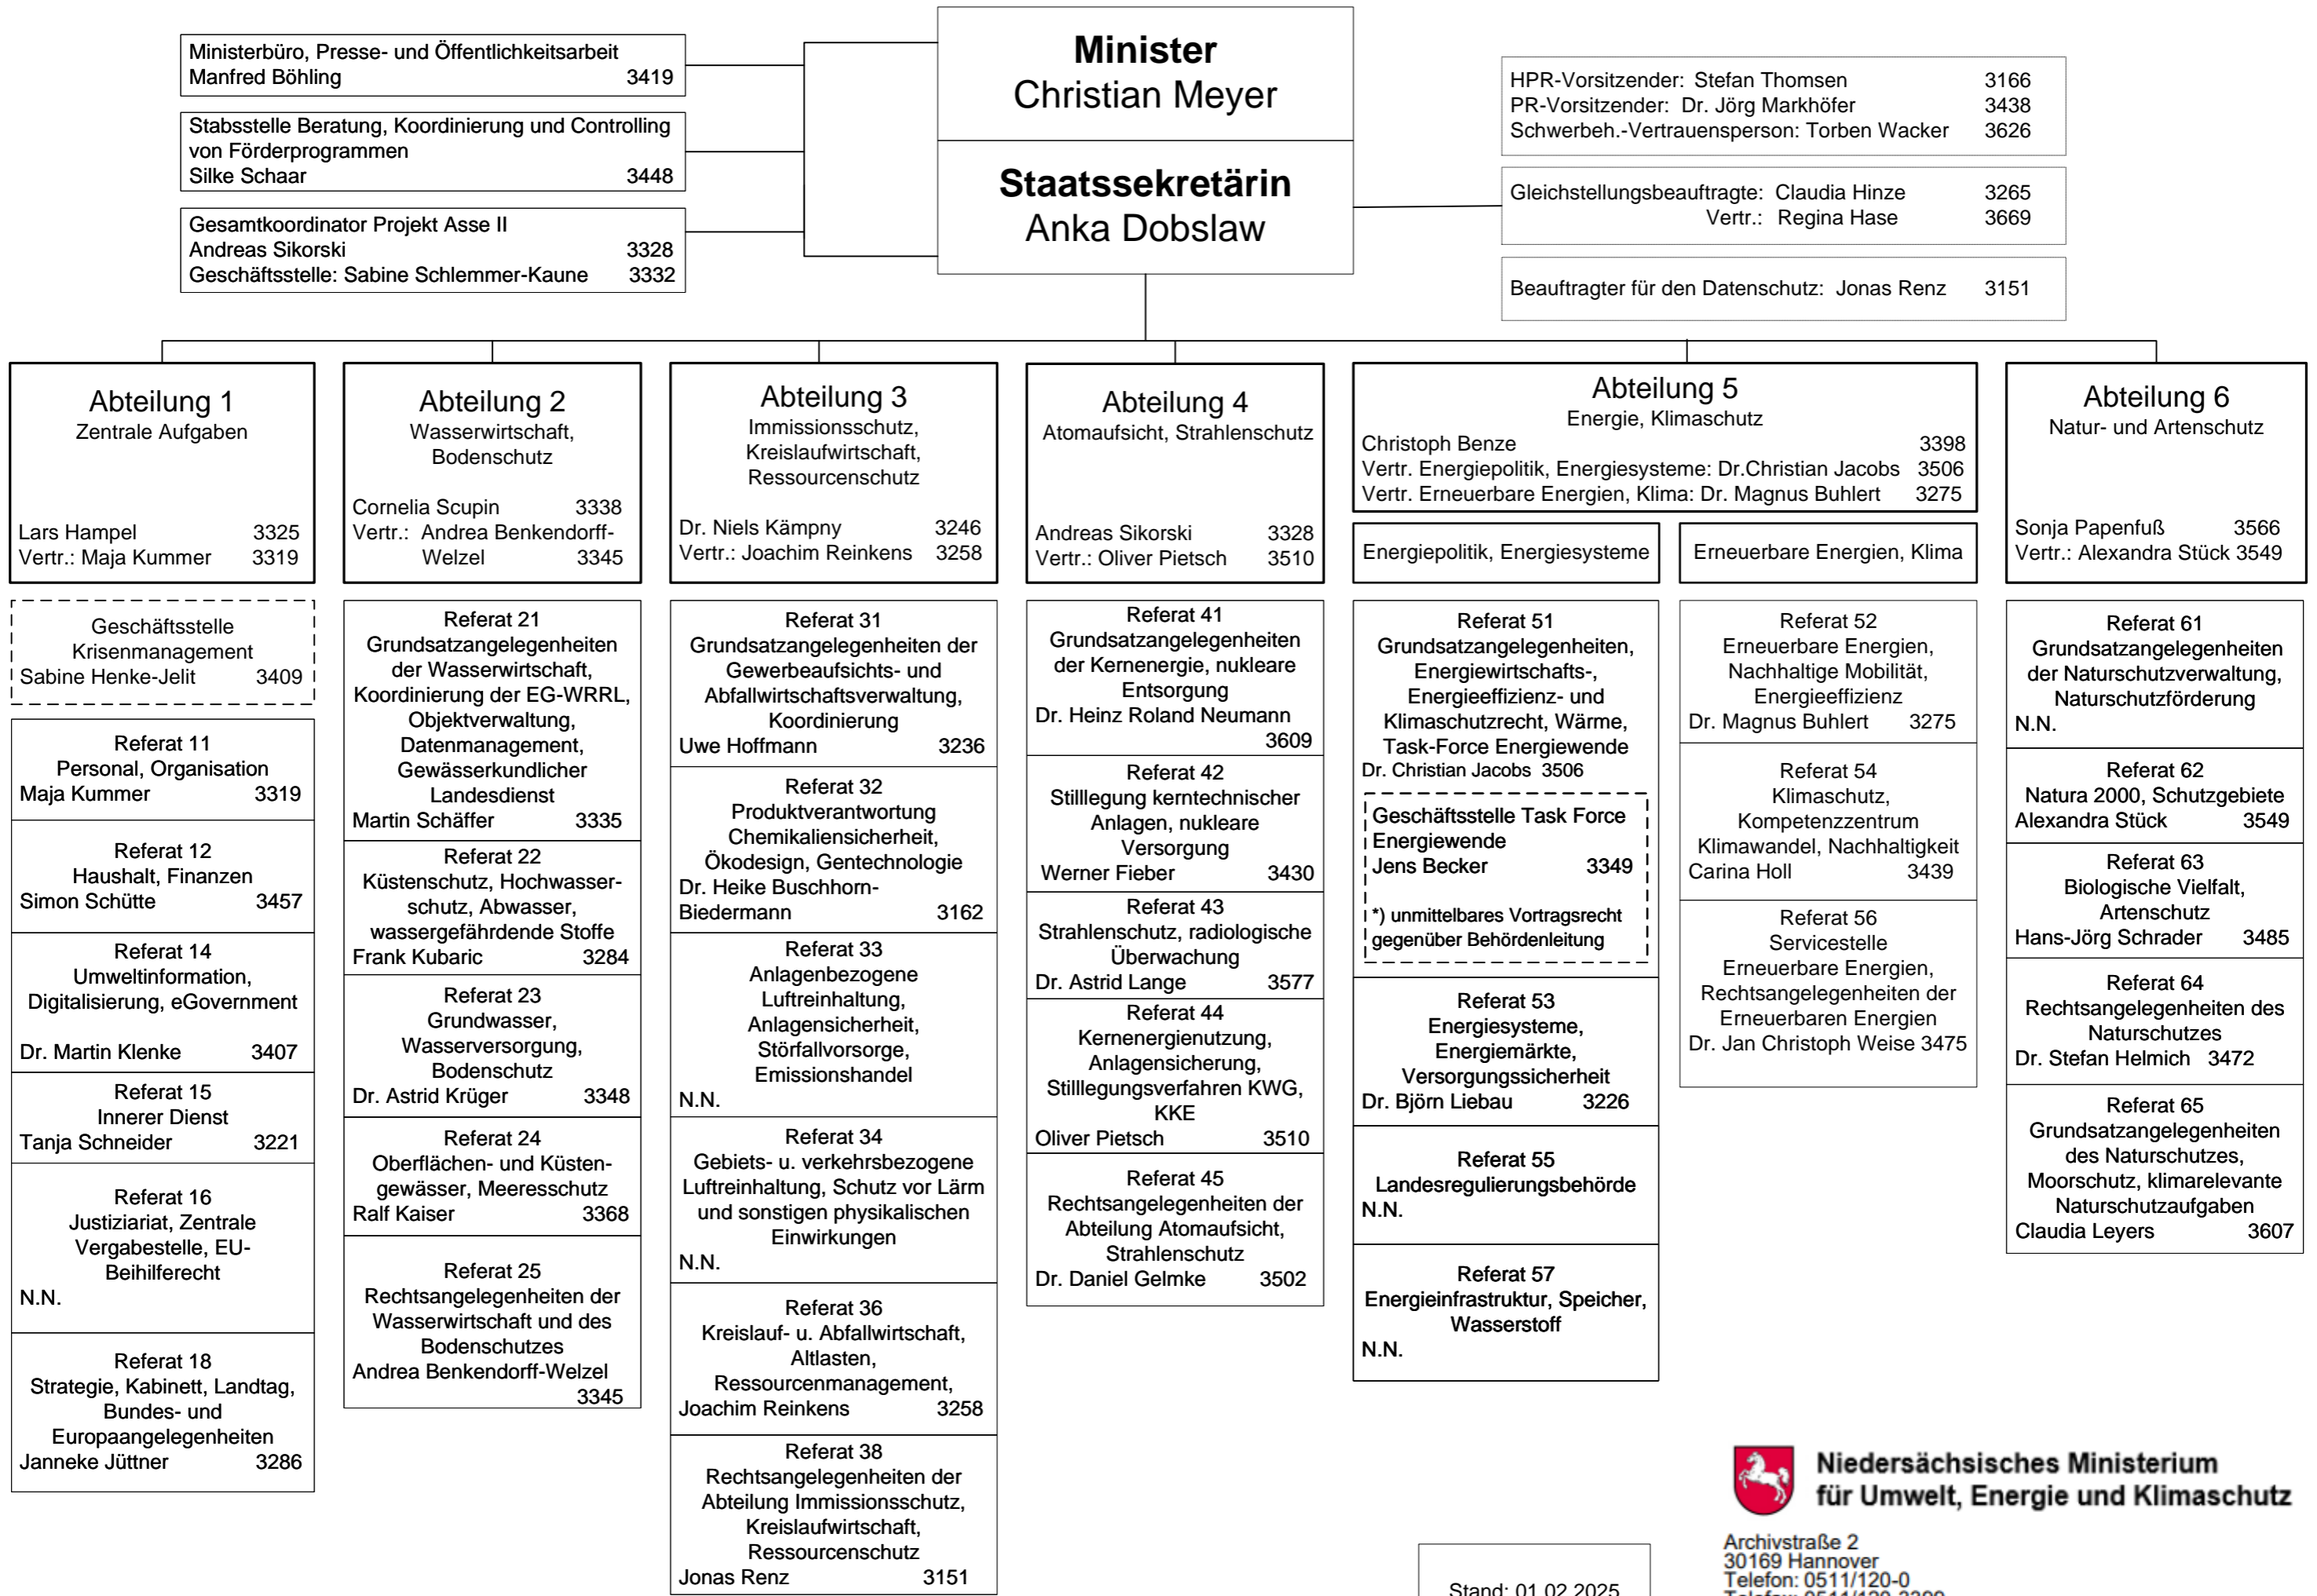 Ministerbüro, Presse- und Öffentlichkeitsarbeit
Manfred Böhling 3419
Stabsstelle Beratung, Koordinierung und Controlling
von Förderprogrammen
Silke Schaar 3448
Gesamtkoordinator Projekt Asse II
Andreas Sikorski 3328
Geschäftsstelle: Sabine Schlemmer-Kaune 3332
Minister
Christian Meyer
Staatssekretärin
Anka Dobslaw
HPR-Vorsitzender: Stefan Thomsen 3166
PR-Vorsitzender: Dr. Jörg Markhöfer 3438
Schwerbeh.-Vertrauensperson: Torben Wacker 3626
Gleichstellungsbeauftragte: Claudia Hinze 3265
Vertr.: Regina Hase 3669
Beauftragter für den Datenschutz: Jonas Renz 3151
Abteilung 1
Zentrale Aufgaben
Lars Hampel 3325
Vertr.: Maja Kummer 3319
Geschäftsstelle
Krisenmanagement
Sabine Henke-Jelit 3409
Referat 11
Personal, Organisation
Maja Kummer 3319
Referat 12
Haushalt, Finanzen
Simon Schütte 3457
Referat 14
Umweltinformation,
Digitalisierung, eGovernment
Dr. Martin Klenke 3407
Referat 15
Innerer Dienst
Tanja Schneider 3221
Referat 16
Justiziariat, Zentrale
Vergabestelle, EU-
Beihilferecht
N.N.
Referat 18
Strategie, Kabinett, Landtag,
Bundes- und
Europaangelegenheiten
Janneke Jüttner 3286
Abteilung 2
Wasserwirtschaft,
Bodenschutz
Cornelia Scupin 3338
Vertr.: Andrea Benkendorff-
Welzel 3345
Referat 21
Grundsatzangelegenheiten
der Wasserwirtschaft,
Koordinierung der EG-WRRL,
Objektverwaltung,
Datenmanagement,
Gewässerkundlicher
Landesdienst
Martin Schäffer 3335
Referat 22
Küstenschutz, Hochwasser-
schutz, Abwasser,
wassergefährdende Stoffe
Frank Kubaric 3284
Referat 23
Grundwasser,
Wasserversorgung,
Bodenschutz
Dr. Astrid Krüger 3348
Referat 24
Oberflächen- und Küsten-
gewässer, Meeresschutz
Ralf Kaiser 3368
Referat 25
Rechtsangelegenheiten der
Wasserwirtschaft und des
Bodenschutzes
Andrea Benkendorff-Welzel
3345
Abteilung 3
Immissionsschutz,
Kreislaufwirtschaft,
Ressourcenschutz
Dr. Niels Kämpny 3246
Vertr.: Joachim Reinkens 3258
Referat 31
Grundsatzangelegenheiten der
Gewerbeaufsichts- und
Abfallwirtschaftsverwaltung,
Koordinierung
Uwe Hoffmann 3236
Referat 32
Produktverantwortung
Chemikaliensicherheit,
Ökodesign, Gentechnologie
Dr. Heike Buschhorn-
Biedermann 3162
Referat 33
Anlagenbezogene
Luftreinhaltung,
Anlagensicherheit,
Störfallvorsorge,
Emissionshandel
N.N.
Referat 34
Gebiets- u. verkehrsbezogene
Luftreinhaltung, Schutz vor Lärm
und sonstigen physikalischen
Einwirkungen
N.N.
Referat 36
Kreislauf- u. Abfallwirtschaft,
Altlasten,
Ressourcenmanagement,
Joachim Reinkens 3258
Referat 38
Rechtsangelegenheiten der
Abteilung Immissionsschutz,
Kreislaufwirtschaft,
Ressourcenschutz
Jonas Renz 3151
Abteilung 4
Atomaufsicht, Strahlenschutz
Andreas Sikorski 3328
Vertr.: Oliver Pietsch 3510
Referat 41
Grundsatzangelegenheiten
der Kernenergie, nukleare
Entsorgung
Dr. Heinz Roland Neumann
3609
Referat 42
Stilllegung kerntechnischer
Anlagen, nukleare
Versorgung
Werner Fieber 3430
Referat 43
Strahlenschutz, radiologische
Überwachung
Dr. Astrid Lange 3577
Referat 44
Kernenergienutzung,
Anlagensicherung,
Stilllegungsverfahren KWG,
KKE
Oliver Pietsch 3510
Referat 45
Rechtsangelegenheiten der
Abteilung Atomaufsicht,
Strahlenschutz
Dr. Daniel Gelmke 3502
Abteilung 5
Energie, Klimaschutz
Christoph Benze 3398
Vertr. Energiepolitik, Energiesysteme: Dr.Christian Jacobs 3506
Vertr. Erneuerbare Energien, Klima: Dr. Magnus Buhlert 3275
Energiepolitik, Energiesysteme
Referat 51
Grundsatzangelegenheiten,
Energiewirtschafts-,
Energieeffizienz- und
Klimaschutzrecht, Wärme,
Task-Force Energiewende
Dr. Christian Jacobs 3506
Geschäftsstelle Task Force
Energiewende
Jens Becker 3349
*) unmittelbares Vortragsrecht
gegenüber Behördenleitung
Referat 53
Energiesysteme,
Energiemärkte,
Versorgungssicherheit
Dr. Björn Liebau 3226
Referat 55
Landesregulierungsbehörde
N.N.
Referat 57
Energieinfrastruktur, Speicher,
Wasserstoff
N.N.
Erneuerbare Energien, Klima
Referat 52
Erneuerbare Energien,
Nachhaltige Mobilität,
Energieeffizienz
Dr. Magnus Buhlert 3275
Referat 54
Klimaschutz,
Kompetenzzentrum
Klimawandel, Nachhaltigkeit
Carina Holl 3439
Referat 56
Servicestelle
Erneuerbare Energien,
Rechtsangelegenheiten der
Erneuerbaren Energien
Dr. Jan Christoph Weise 3475
Abteilung 6
Natur- und Artenschutz
Sonja Papenfuß 3566
Vertr.: Alexandra Stück 3549
Referat 61
Grundsatzangelegenheiten
der Naturschutzverwaltung,
Naturschutzförderung
N.N.
Referat 62
Natura 2000, Schutzgebiete
Alexandra Stück 3549
Referat 63
Biologische Vielfalt,
Artenschutz
Hans-Jörg Schrader 3485
Referat 64
Rechtsangelegenheiten des
Naturschutzes
Dr. Stefan Helmich 3472
Referat 65
Grundsatzangelegenheiten
des Naturschutzes,
Moorschutz, klimarelevante
Naturschutzaufgaben
Claudia Leyers 3607
Stand: 01.02.2025
Niedersächsisches Ministerium
für Umwelt, Energie und Klimaschutz
Archivstraße 2
30169 Hannover
Telefon: 0511/120-0